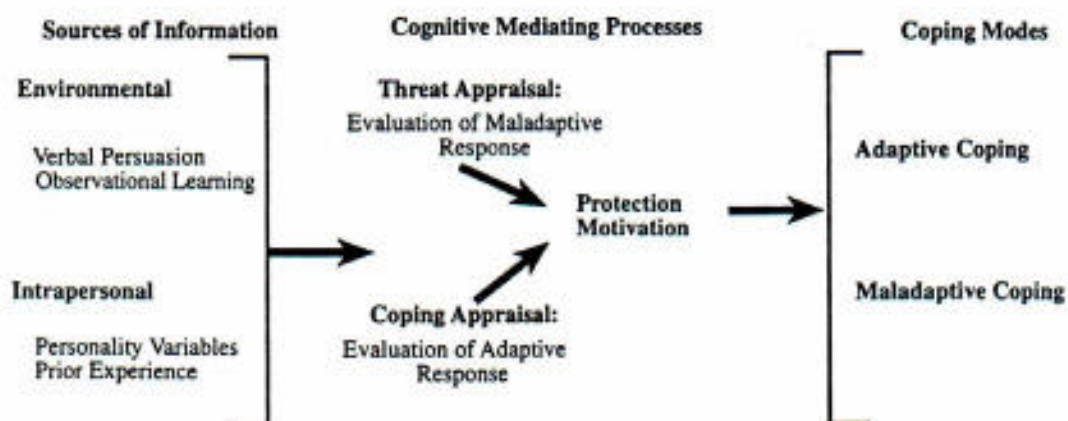 Sources of Information
Cognitive Mediating Processes
Coping Modes
Environmental
Verbal Persuasion
Observational Learning
Intrapersonal
Personality Variables
Prior Experience
Threat Appraisal:
Evaluation of Maladaptive
Response
Coping Appraisal:
Evaluation of Adaptive
Response
Protection
Motivation
Adaptive Coping
Maladaptive Coping